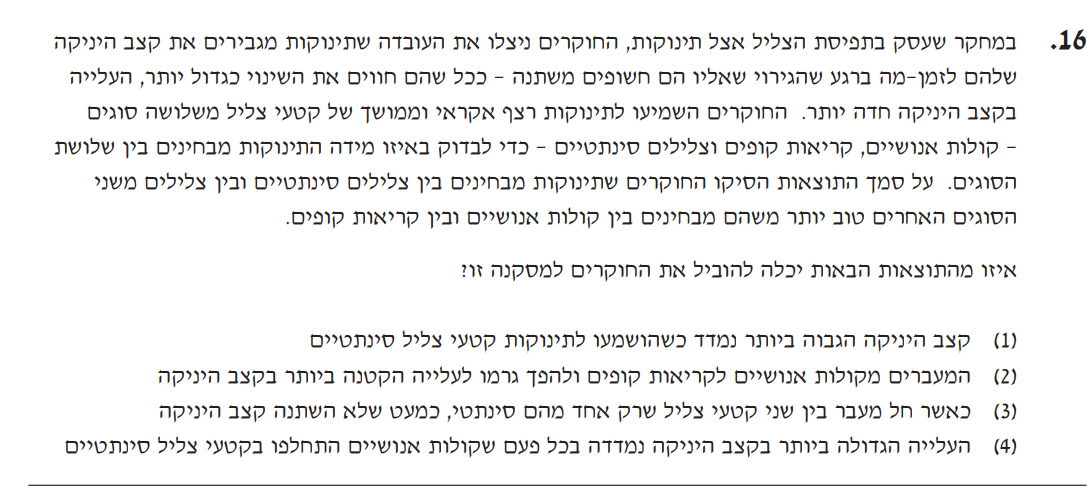 16. במחקר שעסק בתפיסת הצליל אצל תינוקות, החוקרים ניצלו את העובדה שתינוקות מגבירים את קצב היניקה
שלהם לזמן-מה ברגע שהגירוי שאליו הם חשופים משתנה - ככל שהם חווים את השינוי כגדול יותר, העלייה
בקצב היניקה חדה יותר. החוקרים השמיעו לתינוקות רצף אקראי וממושך של קטעי צליל משלושה סוגים
- קולות אנושיים, קריאות קופים וצלילים סינתטיים - כדי לבדוק באיזו מידה התינוקות מבחינים בין שלושת
הסוגים. על סמך התוצאות הסיקו החוקרים שתינוקות מבחינים בין צלילים סינתטיים ובין צלילים משני
הסוגים האחרים טוב יותר משהם מבחינים בין קולות אנושיים ובין קריאות קופים.
איזו מהתוצאות הבאות יכלה להוביל את החוקרים למסקנה זו?
(1) קצב היניקה הגבוה ביותר נמדד כשהושמעו לתינוקות קטעי צליל סינתטיים
(2) המעברים מקולות אנושיים לקריאות קופים ולהפך גרמו לעלייה הקטנה ביותר בקצב היניקה
(3) כאשר חל מעבר בין שני קטעי צליל שרק אחד מהם סינתטי, כמעט שלא השתנה קצב היניקה
(4) העלייה הגדולה ביותר בקצב היניקה נמדדה בכל פעם שקולות אנושיים התחלפו בקטעי צליל סינתטיים